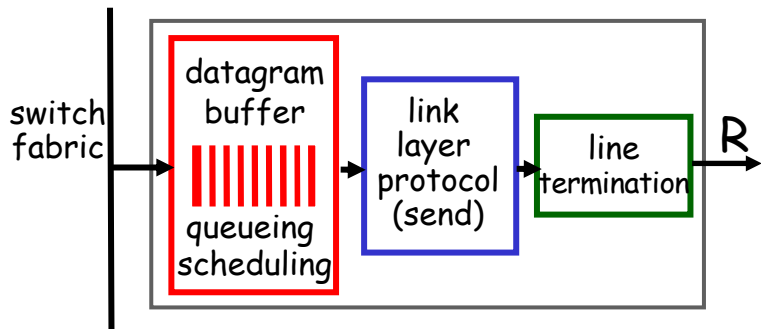 switch
fabric
datagram
buffer
queueing
scheduling
link
layer
protocol
(send)
line
termination
R